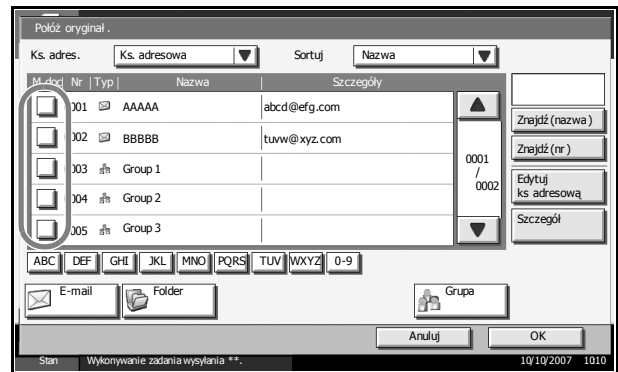 Połóż oryginał.
Ks. adres. Ks. adresowa Sortuj Nazwa
M.doc Nr Typ Nazwa Szczegóły
001 AAAAA abcd@efg.com
002 BBBBB tuvw@xyz.com
003 Group 1
004 Group 2
005 Group 3
0001
/
0002
Znajdź (nazwa)
Znajdź (nr)
Edytuj
ks adresową
Szczegół
ABC DEF GHI JKL MNO PQRS TUV WXYZ 0-9
E-mail Folder Grupa
Anuluj OK
Stan Wykonywanie zadania wysyłania **. 10/10/2007 1010